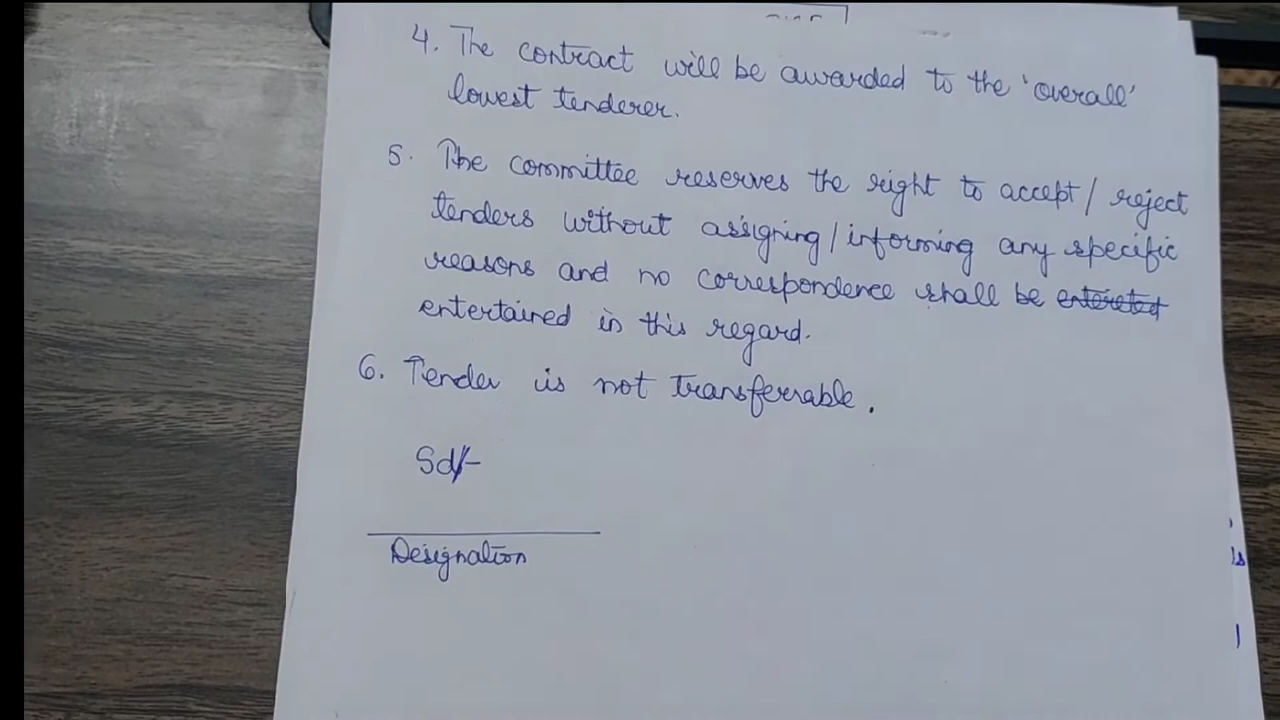 4. The contract will be awarded to the 'overall'
lowest tenderer.
5. The committee reserves the right to accept/reject
tenders without assigning/informing any specific
reasons and no correspondence shall be entereted
entertained in this regard.
6. Tender is not transferrable.
Sd/-
Designation